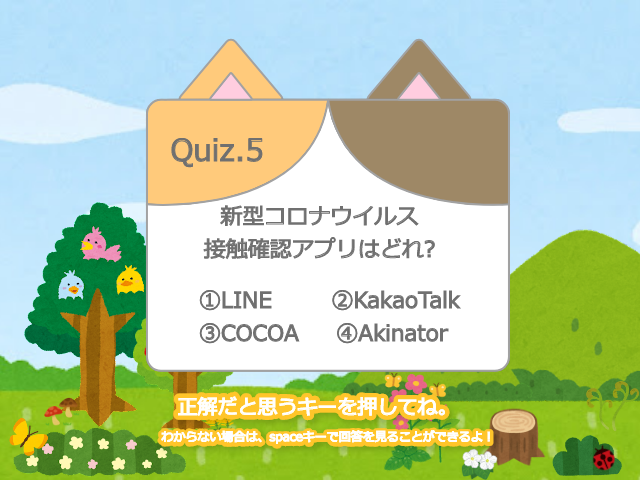 Quiz.5
新型コロナウイルス
接触確認アプリはどれ?
①LINE ②KakaoTalk
③COCOA ④Akinator
正解だと思うキーを押してね。
わからない場合は、spaceキーで回答を見ることができるよ！